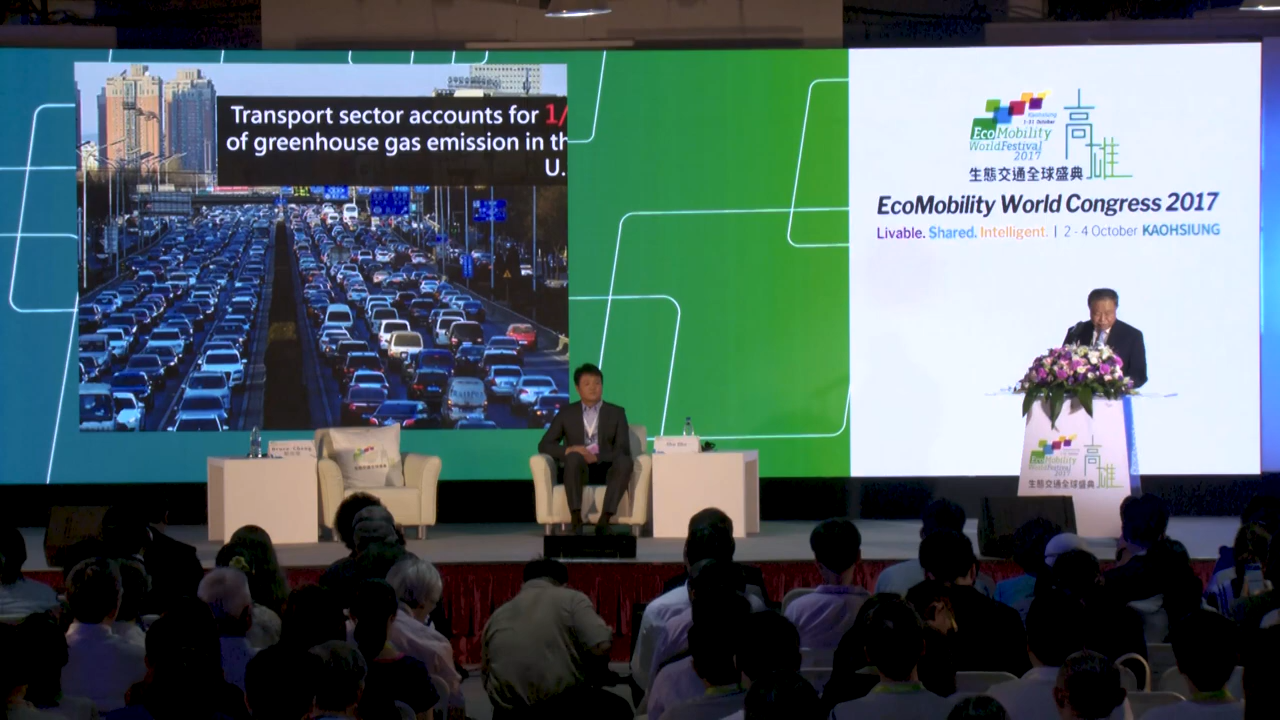 Transport sector accounts for 1/
of greenhouse gas emission in th
U.
Kaohsiung
1-31 October
EcoMobility
WorldFestival
2017
高雄
生態交通全球盛典
EcoMobility World Congress 2017
Livable. Shared. Intelligent. | 2 - 4 October KAOHSIUNG
EcoMobility
WorldFestival
2017
高雄
生態交通全球盛典